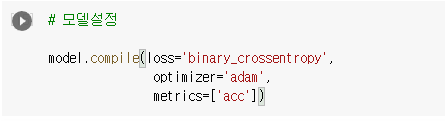 # 모델설정
model.compile(loss='binary_crossentropy',
optimizer='adam',
metrics=['acc'])